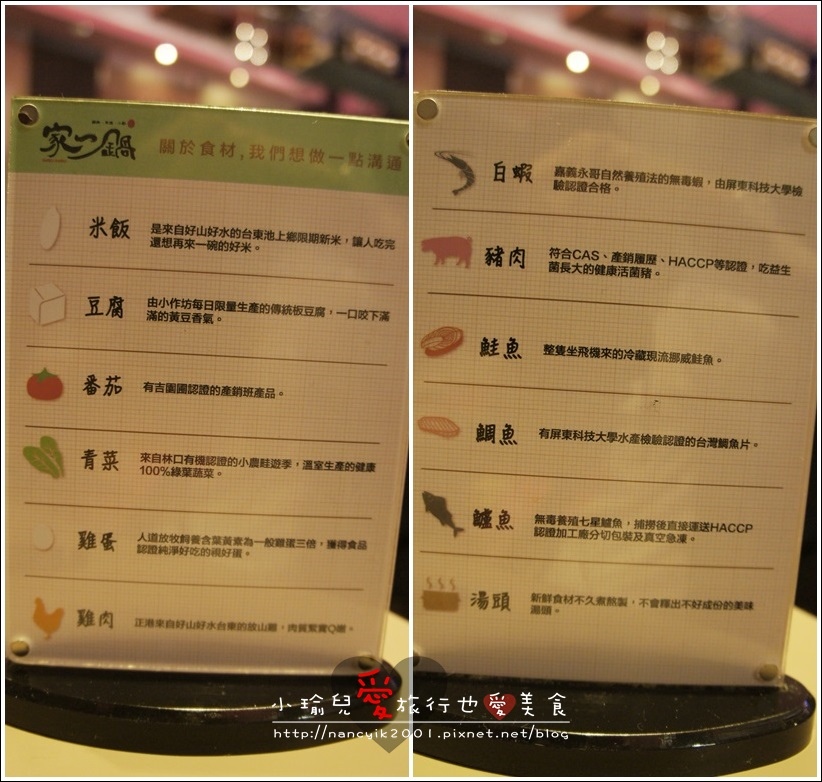 家一鍋
關於食材,我們想做一點溝通
米飯
是來自好山好水的台東池上鄉限期新米,讓人吃完
還想再來一碗的好米。
豆腐
由小作坊每日限量生產的傳統板豆腐,一口咬下滿
滿的黃豆香氣。
番茄
有吉園圃認證的產銷班產品。
青菜
來自林口有機認證的小農鮭遊季,溫室生產的健康
100%綠葉蔬菜。
雞蛋
人道放牧飼養含葉黃素為一般雞蛋三倍,獲得食品
認證純淨好吃的視好蛋。
雞肉
正港來自好山好水台東的放山雞,肉質緊實Q彈。
白蝦
嘉義永哥自然養殖法的無毒蝦,由屏東科技大學檢
驗認證合格。
豬肉
符合CAS、產銷履歷、HACCP等認證,吃益生
菌長大的健康活菌豬。
鮭魚
整隻坐飛機來的冷藏現流挪威鮭魚。
鯛魚
有屏東科技大學水產檢驗認證的台灣鯛魚片。
鱸魚
無毒養殖七星鱸魚,捕撈後直接運送HACCP
認證加工廠分切包裝及真空急凍。
湯頭
新鮮食材不久煮熬製,不會釋出不好成份的美味
湯頭。
小瑜兒愛旅行也愛美食
http://nancyik2001.pixnet.net/blog